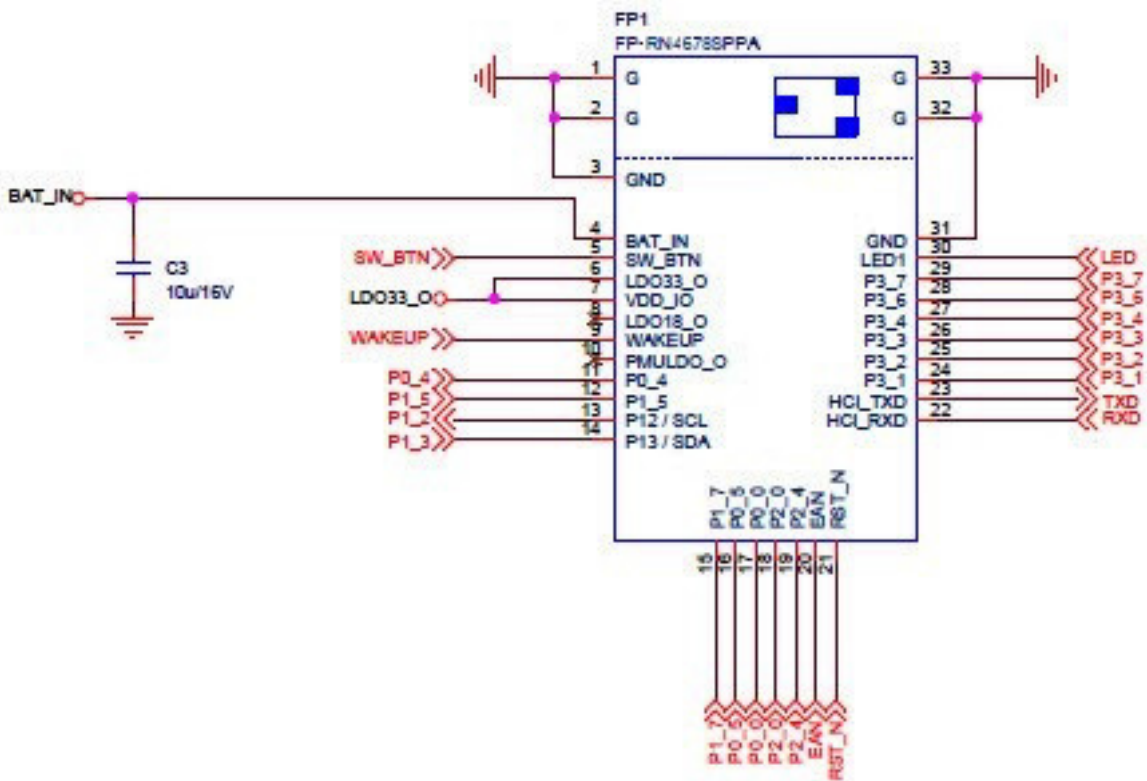 FP1
FP-RN4678SPPA
1 G G 33
2 G G 32
3 GND
BAT_IN
4 BAT_IN GND 31
SW_BTN 5 SW_BTN LED1 30 LED
6 LDO33_O P3_7 29 P3_7
LDO33_O 7 VDD_IO P3_6 28
8 LDO18_O P3_4 27 P3_4
WAKEUP 9 WAKEUP P3_3 26 P3_3
10 PMULDO_O P3_2 25 P3_2
P0_4 11 P0_4 P3_1 24 P3_1
P1_5 12 P1_5 HCI_TXD 23 TXD
P1_2 13 P12 / SCL HCI_RXD 22 RXD
P1_3 14 P13 / SDA
C3
10u/16V
P1_7 P0_5 P0_0 P2_0 P2_4 EAN RST_N
15 16 17 18 19 20 21
P1_7 P0_5 P0_0 P2_0 P2_4 EAN RST_N